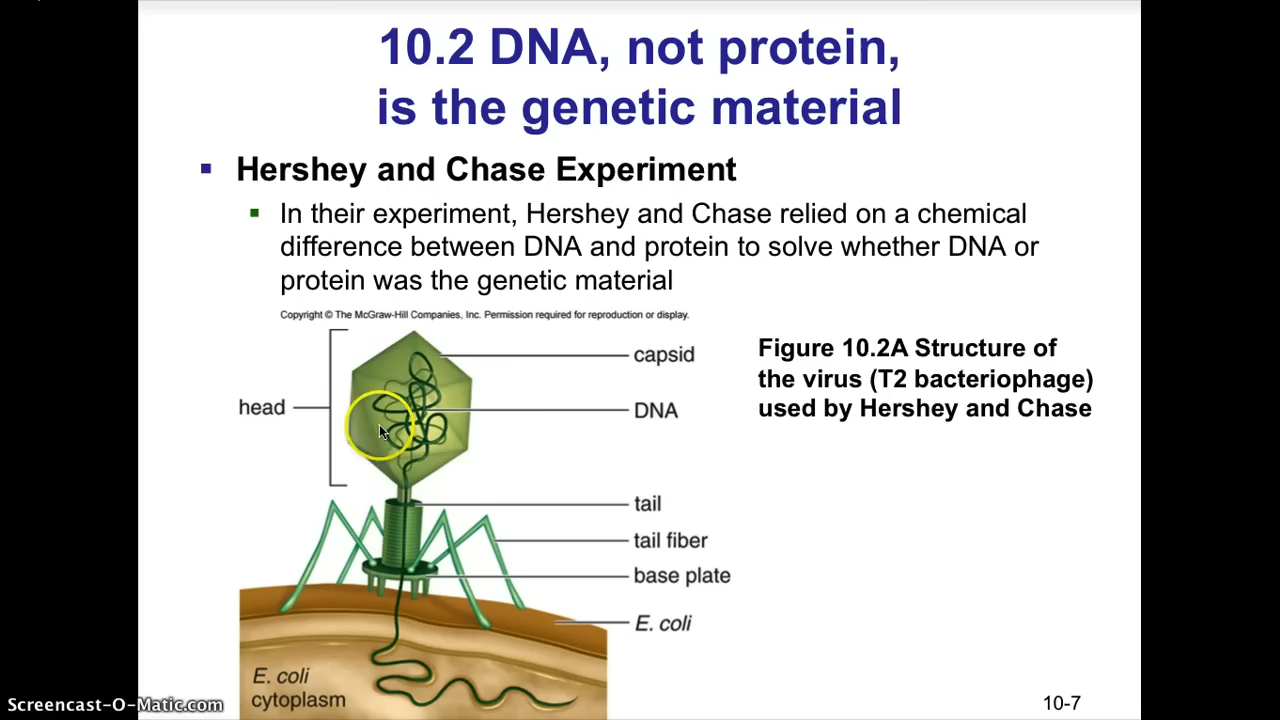 10.2 DNA, not protein,
is the genetic material
Hershey and Chase Experiment
In their experiment, Hershey and Chase relied on a chemical
difference between DNA and protein to solve whether DNA or
protein was the genetic material
Copyright © The McGraw-Hill Companies, Inc. Permission required for reproduction or display.
capsid
head
DNA
tail
tail fiber
base plate
E. coli
E. coli
cytoplasm
Figure 10.2A Structure of
the virus (T2 bacteriophage)
used by Hershey and Chase
Screencast-O-Matic.com
10-7